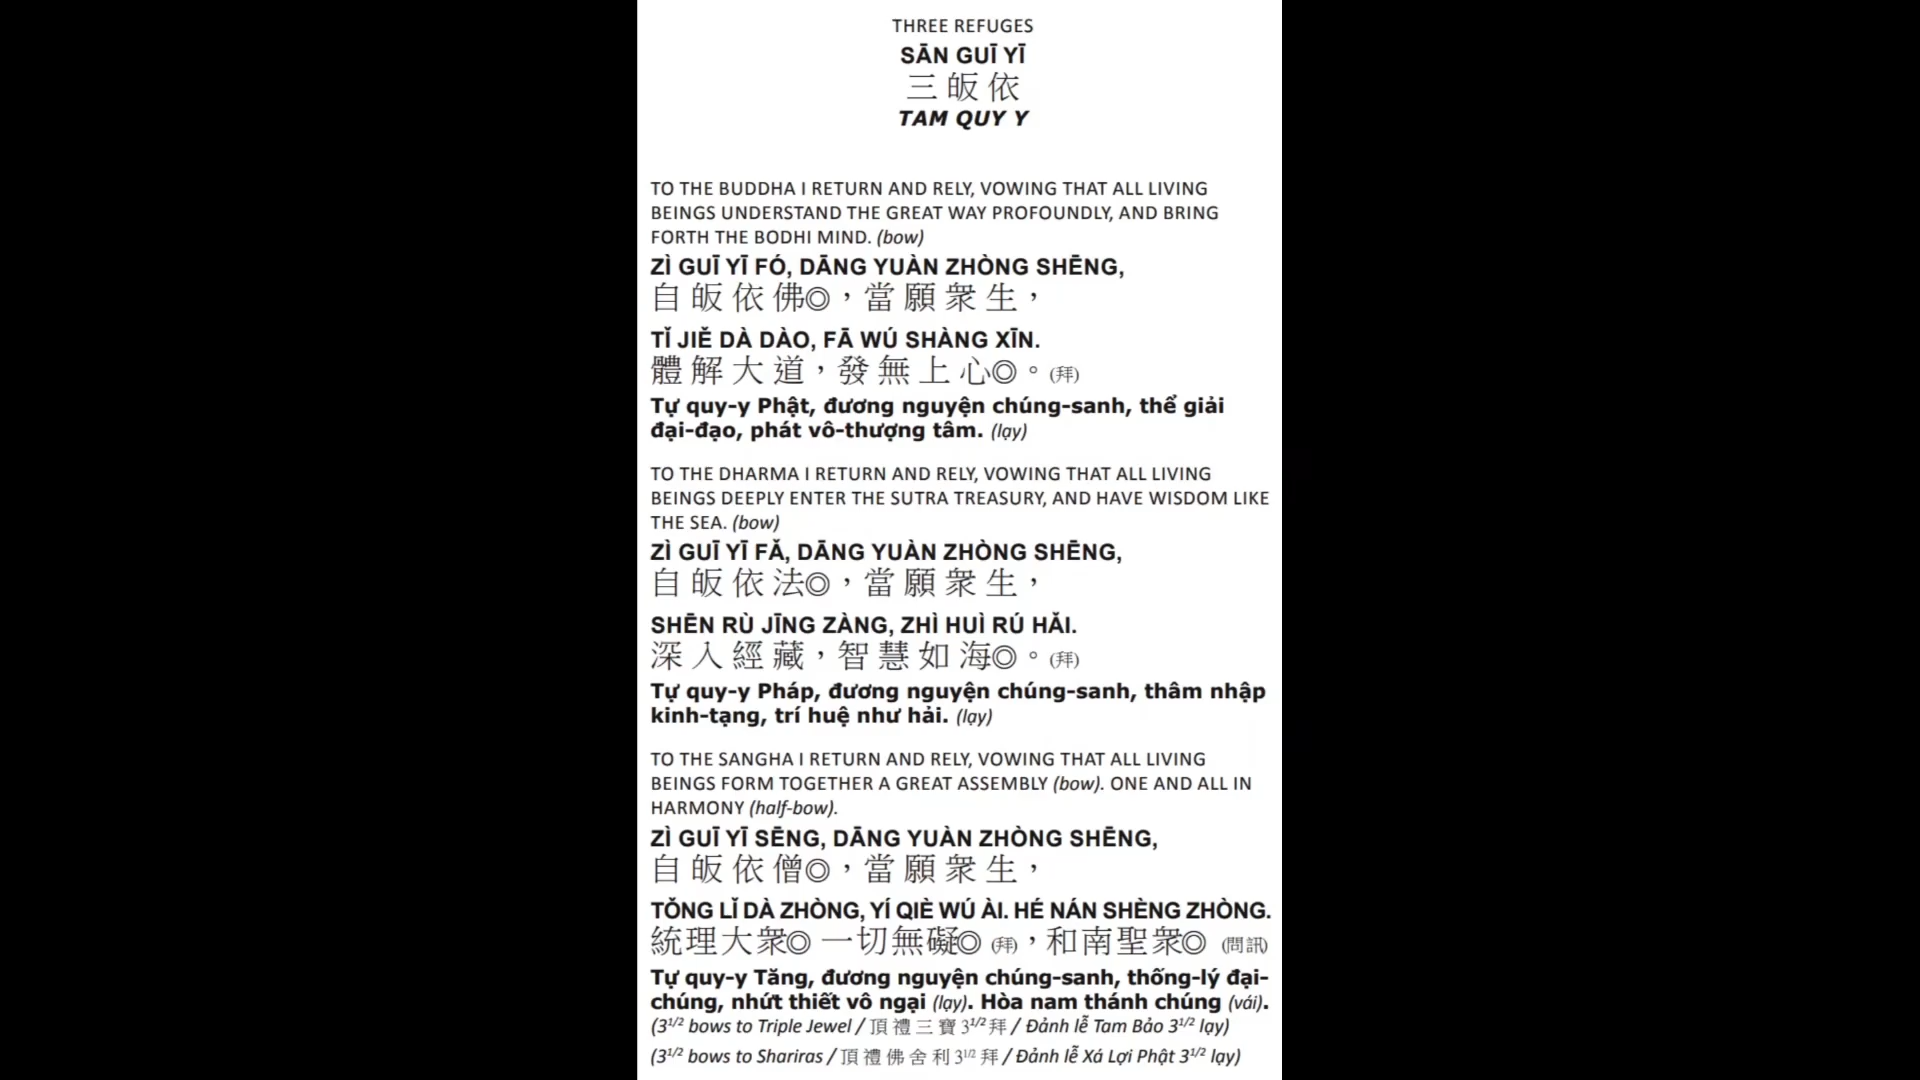 THREE REFUGES
SĀN GUĪ YĪ
三皈依
TAM QUY Y
TO THE BUDDHA I RETURN AND RELY, VOWING THAT ALL LIVING
BEINGS UNDERSTAND THE GREAT WAY PROFOUNDLY, AND BRING
FORTH THE BODHI MIND. (bow)
ZÌ GUĪ YĪ FÓ, DĀNG YUÀN ZHÒNG SHĒNG,
自皈依佛◎，當願衆生，
TǏ JIĚ DÀ DÀO, FĀ WÚ SHÀNG XĪN.
體解大道，發無上心◎。(拜)
Tự quy-y Phật, đương nguyện chúng-sanh, thể giải
đại-đạo, phát vô-thượng tâm. (lạy)
TO THE DHARMA I RETURN AND RELY, VOWING THAT ALL LIVING
BEINGS DEEPLY ENTER THE SUTRA TREASURY, AND HAVE WISDOM LIKE
THE SEA. (bow)
ZÌ GUĪ YĪ FǍ, DĀNG YUÀN ZHÒNG SHĒNG,
自皈依法◎，當願衆生，
SHĒN RÙ JĪNG ZÀNG, ZHÌ HUÌ RÚ HǍI.
深入經藏，智慧如海◎。(拜)
Tự quy-y Pháp, đương nguyện chúng-sanh, thâm nhập
kinh-tạng, trí huệ như hải. (lạy)
TO THE SANGHA I RETURN AND RELY, VOWING THAT ALL LIVING
BEINGS FORM TOGETHER A GREAT ASSEMBLY (bow). ONE AND ALL IN
HARMONY (half-bow).
ZÌ GUĪ YĪ SĒNG, DĀNG YUÀN ZHÒNG SHĒNG,
自皈依僧◎，當願衆生，
TǑNG LǏ DÀ ZHÒNG, YÍ QIÈ WÚ ÀI. HÉ NÁN SHÈNG ZHÒNG.
統理大衆◎ 一切無礙◎ (拜)，和南聖衆◎ (問訊)
Tự quy-y Tăng, đương nguyện chúng-sanh, thống-lý đại-
chúng, nhứt thiết vô ngại (lạy). Hòa nam thánh chúng (vái).
(3½ bows to Triple Jewel / 頂禮三寶3½拜 / Đảnh lễ Tam Bảo 3½ lạy)
(3½ bows to Shariras / 頂禮佛舍利3½拜 / Đảnh lễ Xá Lợi Phật 3½ lạy)